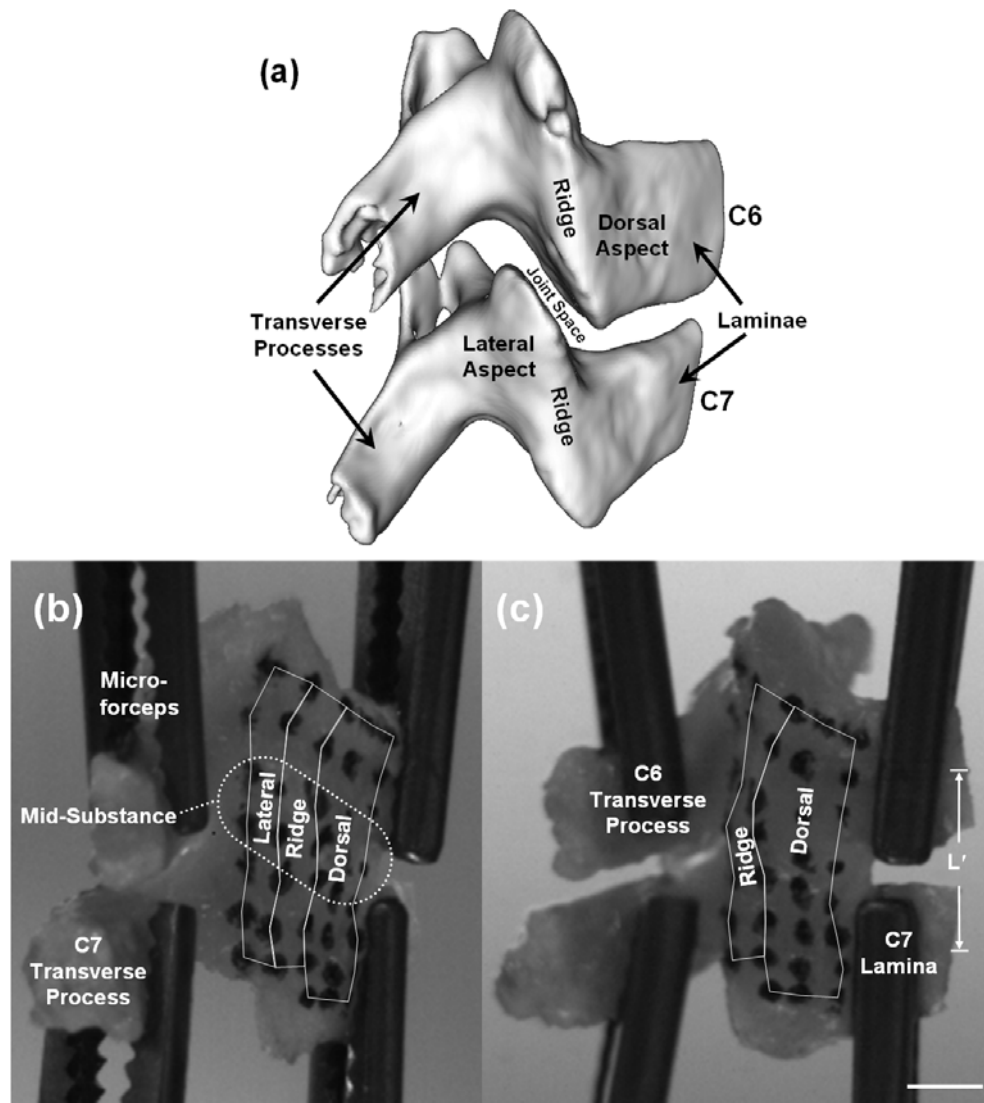 (a)
Ridge
Dorsal
Aspect
C6
Joint Space
Transverse
Processes
Lateral
Aspect
Laminae
Ridge
C7
(b)
Micro-
forceps
Mid-Substance
Lateral
Ridge
Dorsal
C7
Transverse
Process
(c)
C6
Transverse
Process
Ridge
Dorsal
L'
C7
Lamina